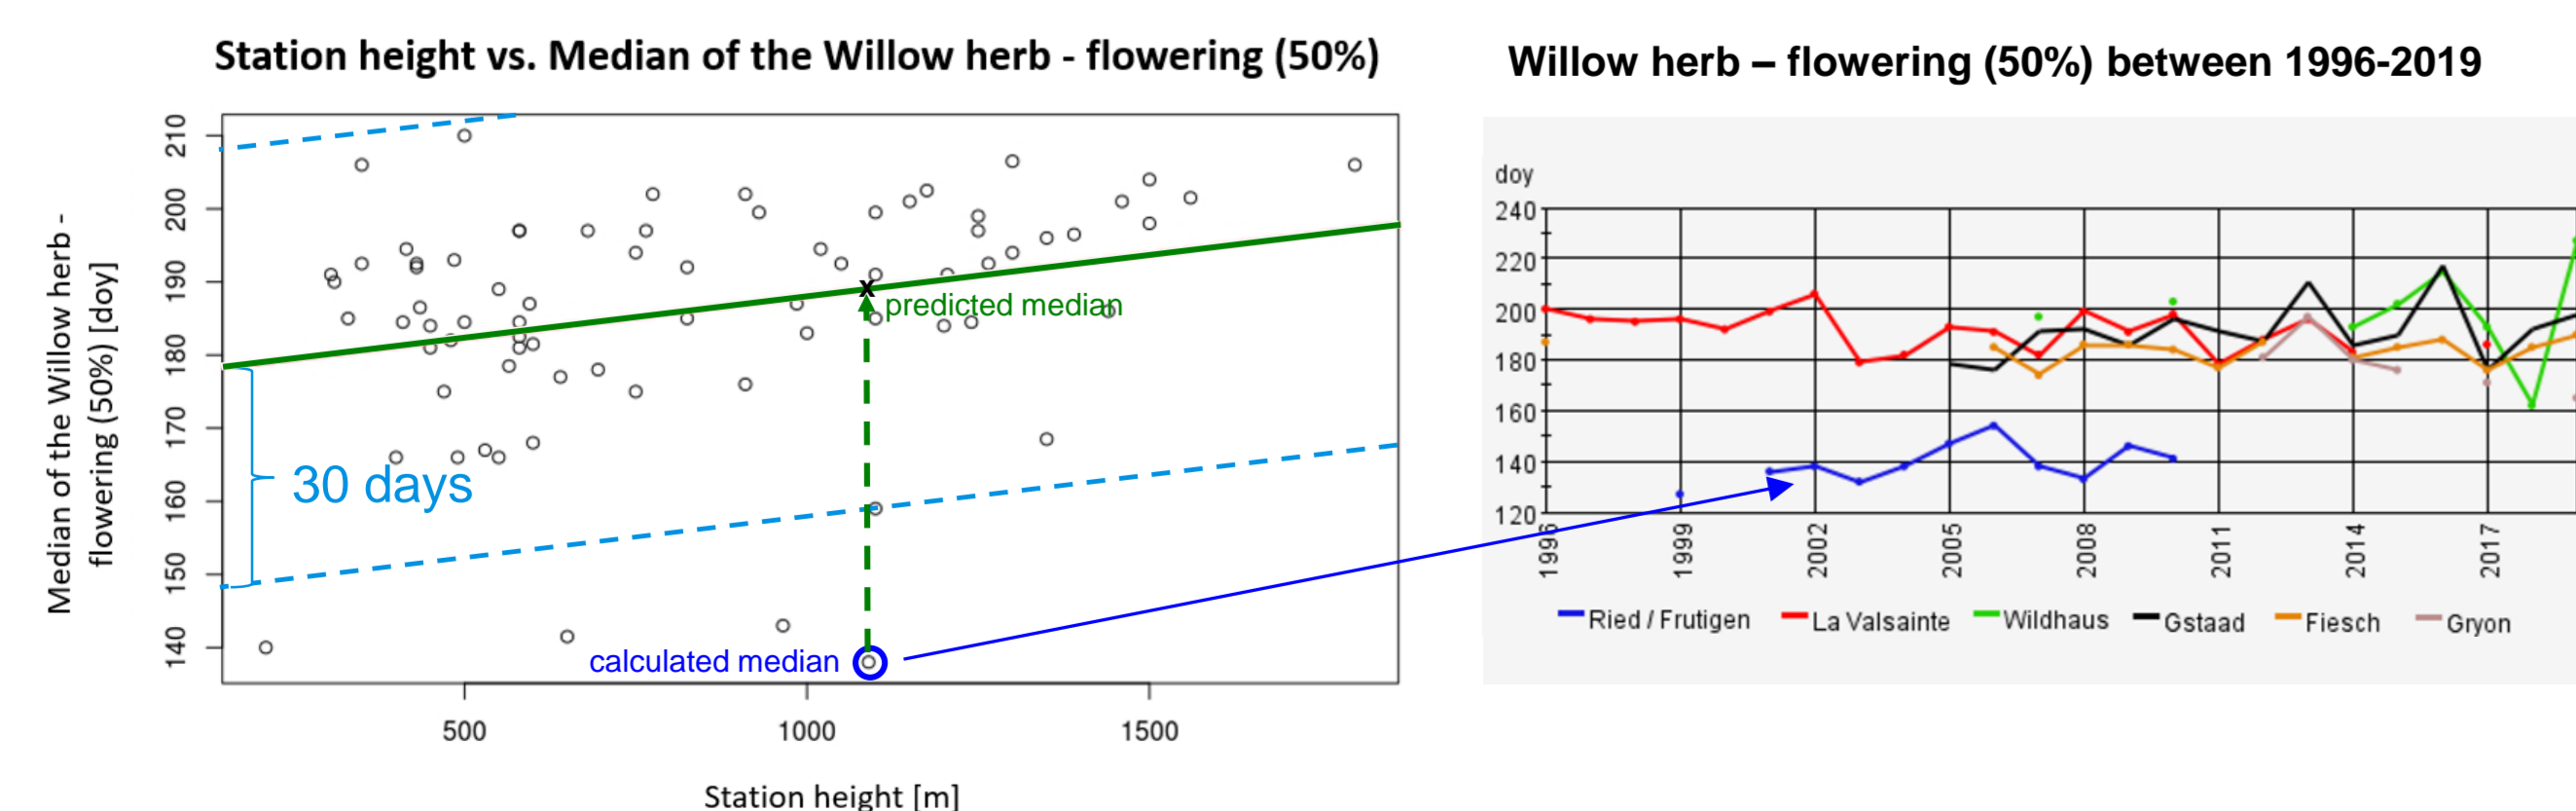 Station height vs. Median of the Willow herb - flowering (50%)
Median of the Willow herb -
flowering (50%) [doy]
210
200
190
180
170
160
150
140
30 days
predicted median
calculated median
500 1000 1500
Station height [m]
Willow herb – flowering (50%) between 1996-2019
doy
240
220
200
180
160
140
120
1996 1999 2002 2005 2008 2011 2014 2017
Ried / Frutigen La Valsainte Wildhaus Gstaad Fiesch Gryon